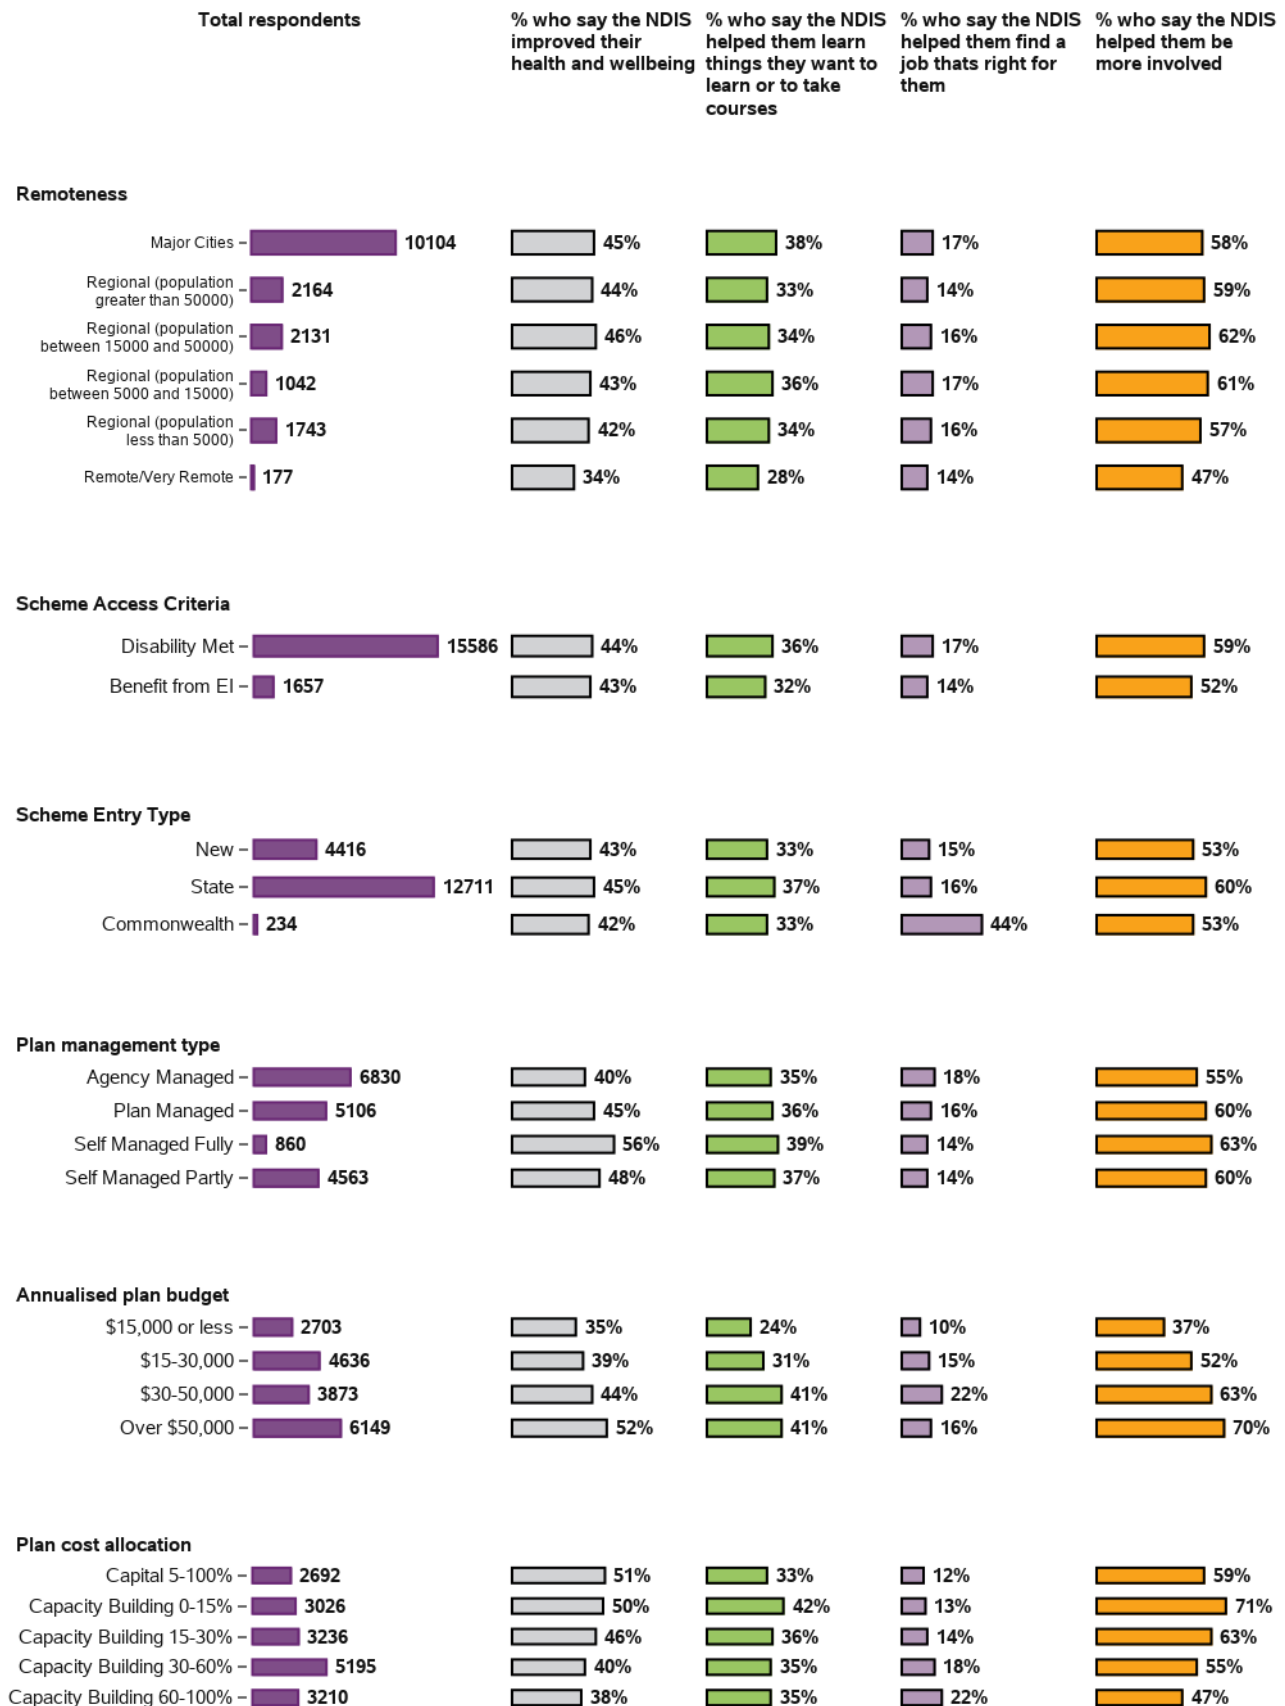 Total respondents
% who say the NDIS improved their health and wellbeing
% who say the NDIS helped them learn things they want to learn or to take courses
% who say the NDIS helped them find a job thats right for them
% who say the NDIS helped them be more involved
Remoteness
Major Cities 10104 45% 38% 17% 58%
Regional (population greater than 50000) 2164 44% 33% 14% 59%
Regional (population between 15000 and 50000) 2131 46% 34% 16% 62%
Regional (population between 5000 and 15000) 1042 43% 36% 17% 61%
Regional (population less than 5000) 1743 42% 34% 16% 57%
Remote/Very Remote 177 34% 28% 14% 47%
Scheme Access Criteria
Disability Met 15586 44% 36% 17% 59%
Benefit from EI 1657 43% 32% 14% 52%
Scheme Entry Type
New 4416 43% 33% 15% 53%
State 12711 45% 37% 16% 60%
Commonwealth 234 42% 33% 44% 53%
Plan management type
Agency Managed 6830 40% 35% 18% 55%
Plan Managed 5106 45% 36% 16% 60%
Self Managed Fully 860 56% 39% 14% 63%
Self Managed Partly 4563 48% 37% 14% 60%
Annualised plan budget
$15,000 or less 2703 35% 24% 10% 37%
$15-30,000 4636 39% 31% 15% 52%
$30-50,000 3873 44% 41% 22% 63%
Over $50,000 6149 52% 41% 16% 70%
Plan cost allocation
Capital 5-100% 2692 51% 33% 12% 59%
Capacity Building 0-15% 3026 50% 42% 13% 71%
Capacity Building 15-30% 3236 46% 36% 14% 63%
Capacity Building 30-60% 5195 40% 35% 18% 55%
Capacity Building 60-100% 3210 38% 35% 22% 47%